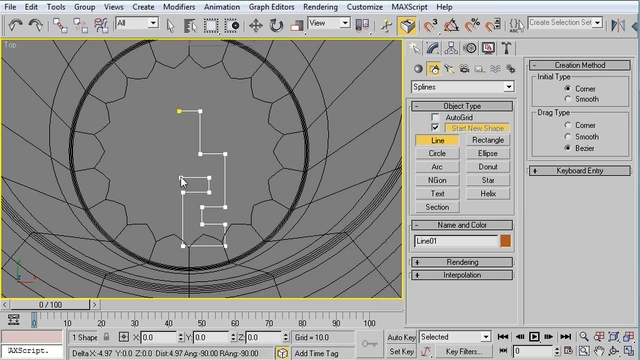 File Edit Tools Group Views Create Modifiers Animation Graph Editors Rendering Customize MAXScript Help
All View Create Selection Set
Top
Splines
Object Type
AutoGrid
Start New Shape
Line Rectangle
Circle Ellipse
Arc Donut
NGon Star
Text Helix
Section
Name and Color
Line01
Rendering
Interpolation
Creation Method
Initial Type
Corner
Smooth
Drag Type
Corner
Smooth
Bezier
Keyboard Entry
0 / 100
0 10 20 30 40 50 60 70 80 90 100
1 Shape X: 0.0 Y: 0.0 Z: 0.0 Grid = 10.0 Auto Key Selected
AXScript. Delta X:-4.97 Y:0.0 Dist:4.97 Ang:-90.00 RAng:-90.00 Add Time Tag Set Key Key Filters... 0